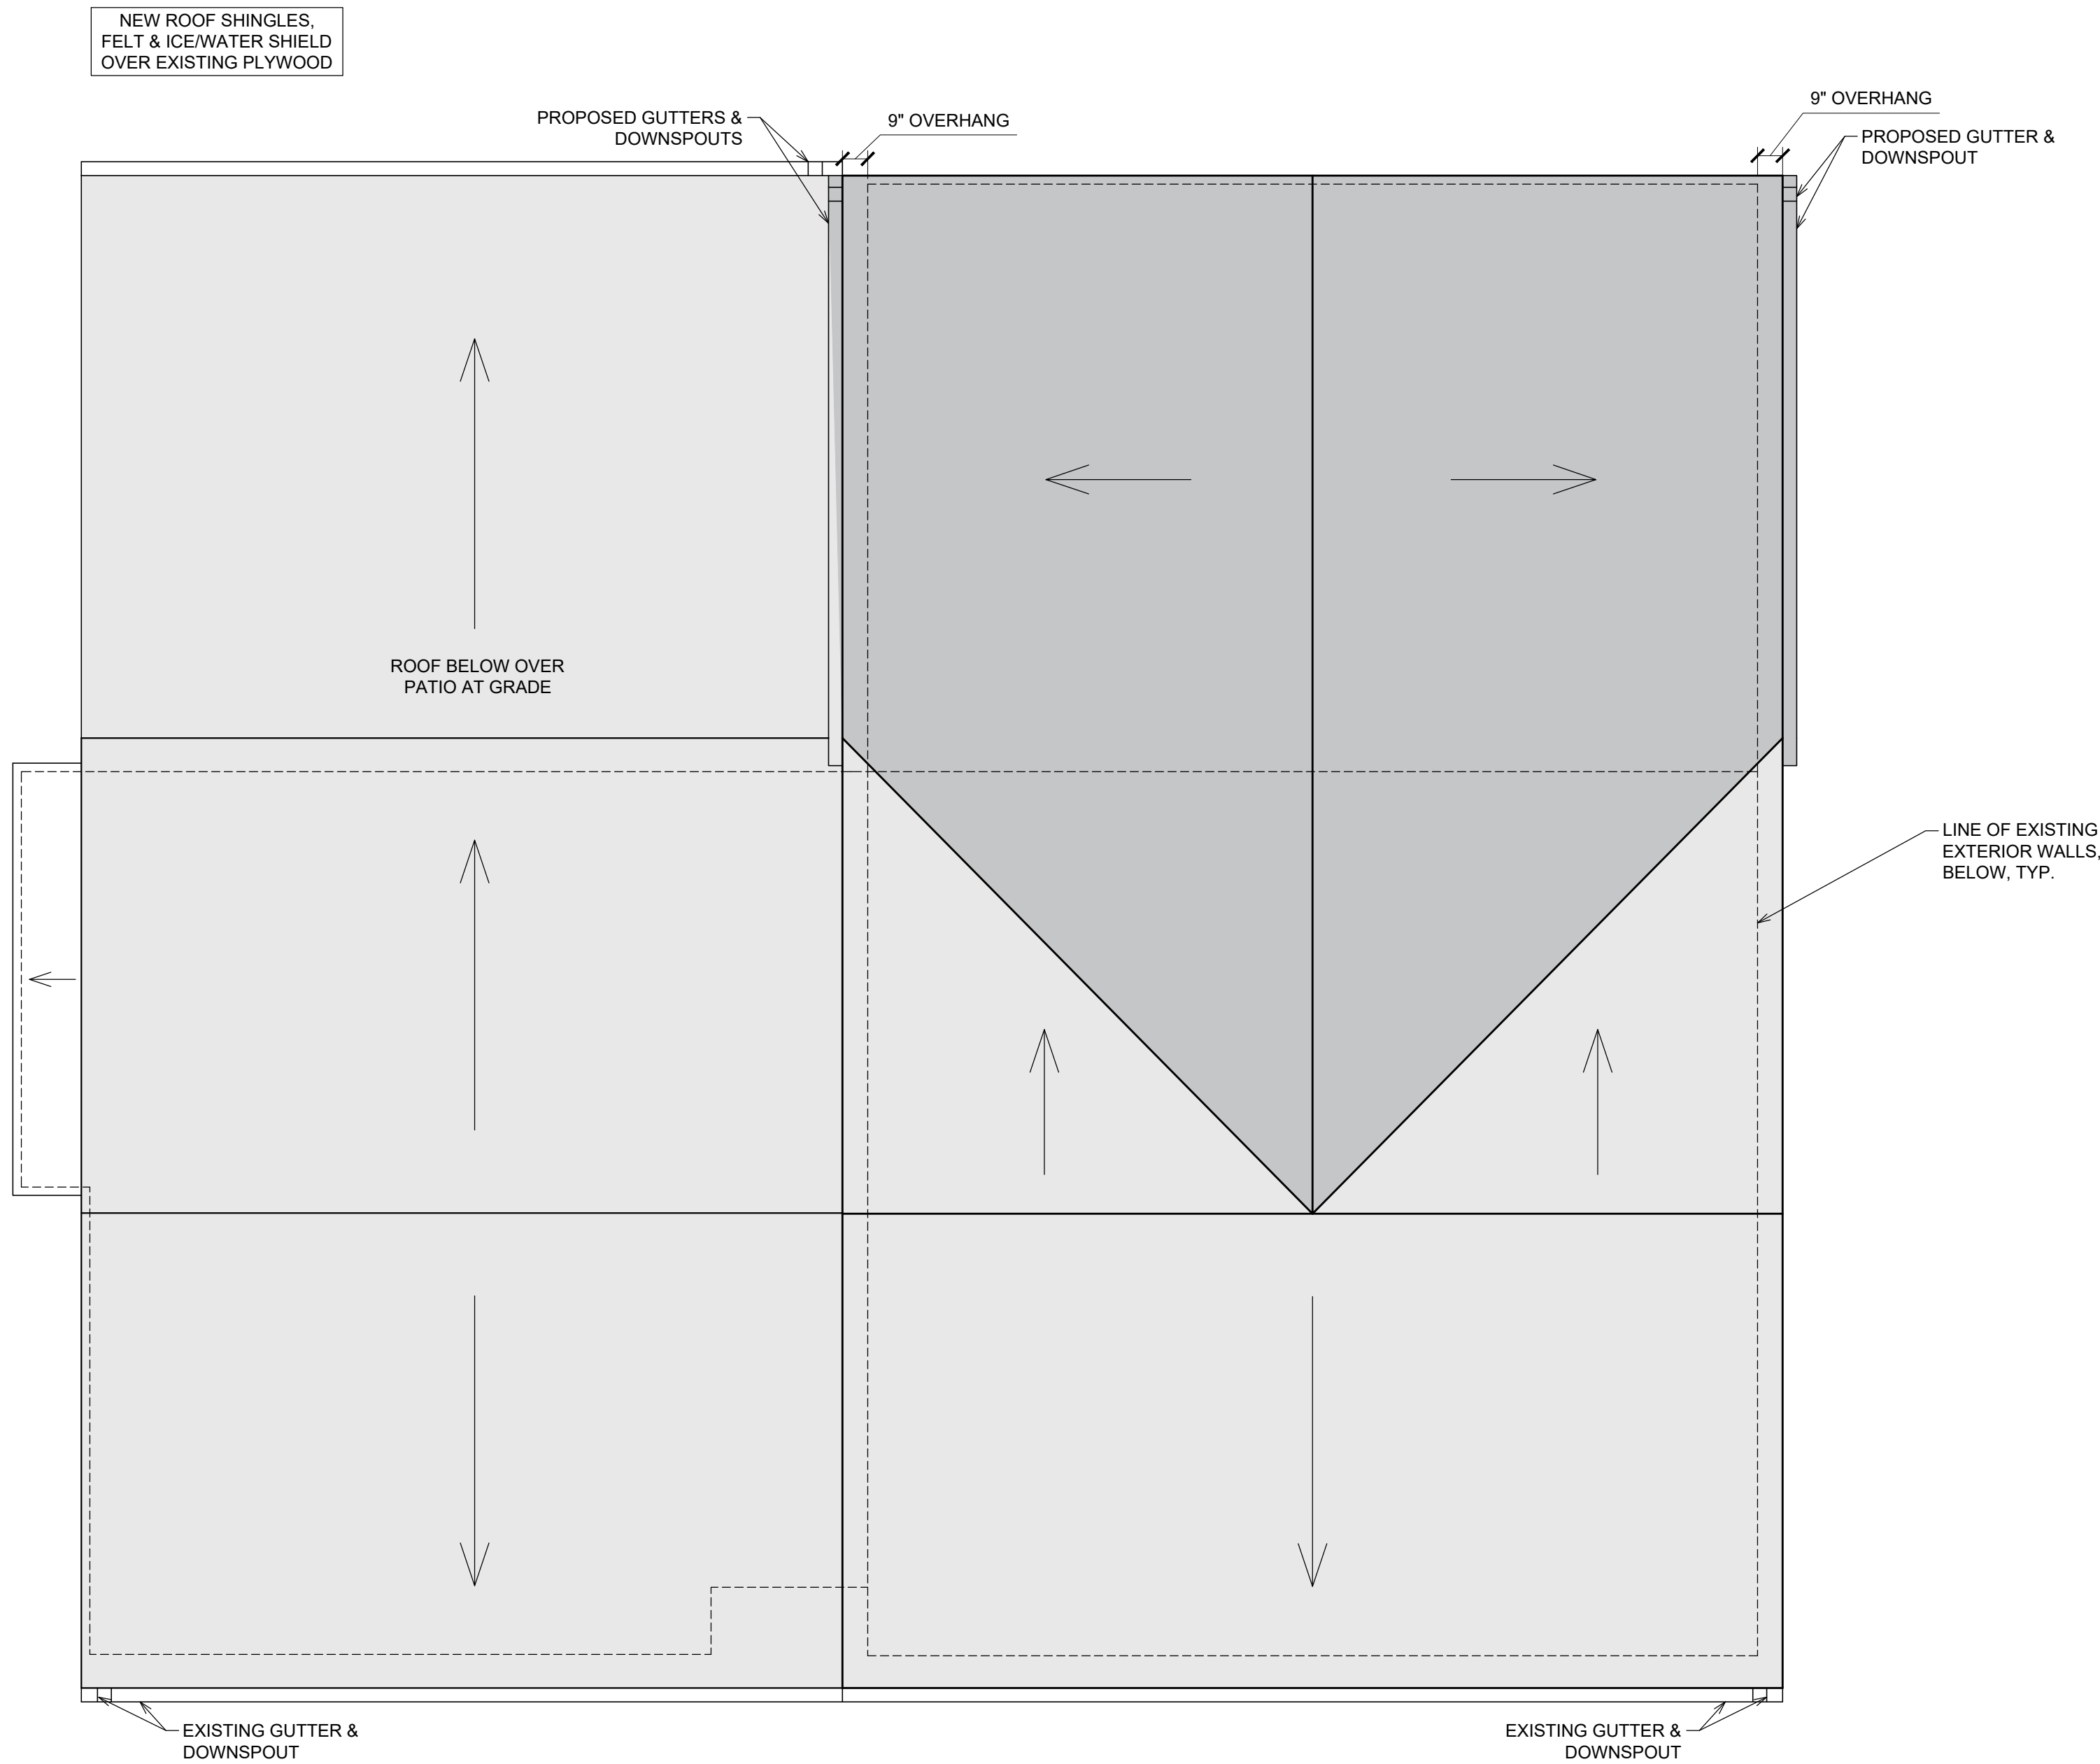 NEW ROOF SHINGLES,
FELT & ICE/WATER SHIELD
OVER EXISTING PLYWOOD
PROPOSED GUTTERS &
DOWNSPOUTS
9" OVERHANG
9" OVERHANG
PROPOSED GUTTER &
DOWNSPOUT
ROOF BELOW OVER
PATIO AT GRADE
LINE OF EXISTING
EXTERIOR WALLS,
BELOW, TYP.
EXISTING GUTTER &
DOWNSPOUT
EXISTING GUTTER &
DOWNSPOUT